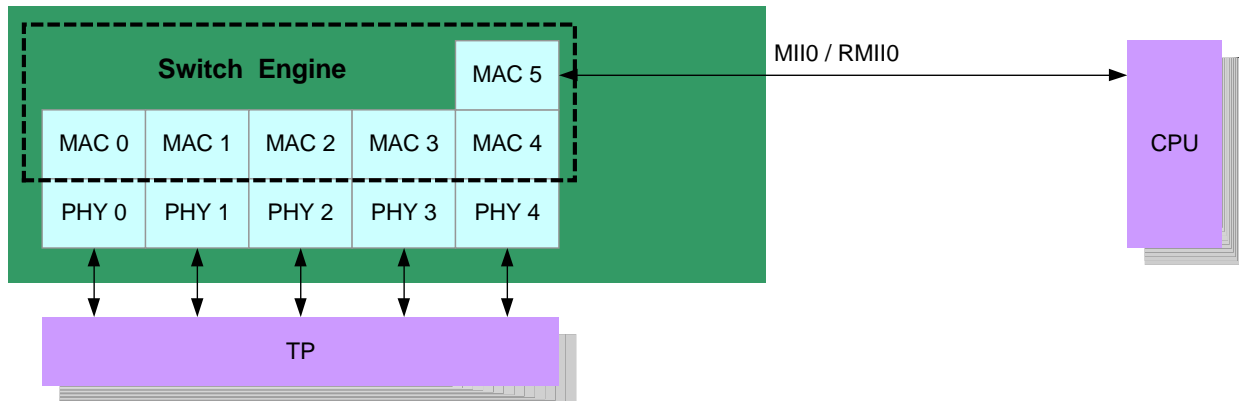 MII0 / RMII0
Switch Engine
MAC 5
MAC 0 MAC 1 MAC 2 MAC 3 MAC 4
CPU
PHY 0 PHY 1 PHY 2 PHY 3 PHY 4
TP